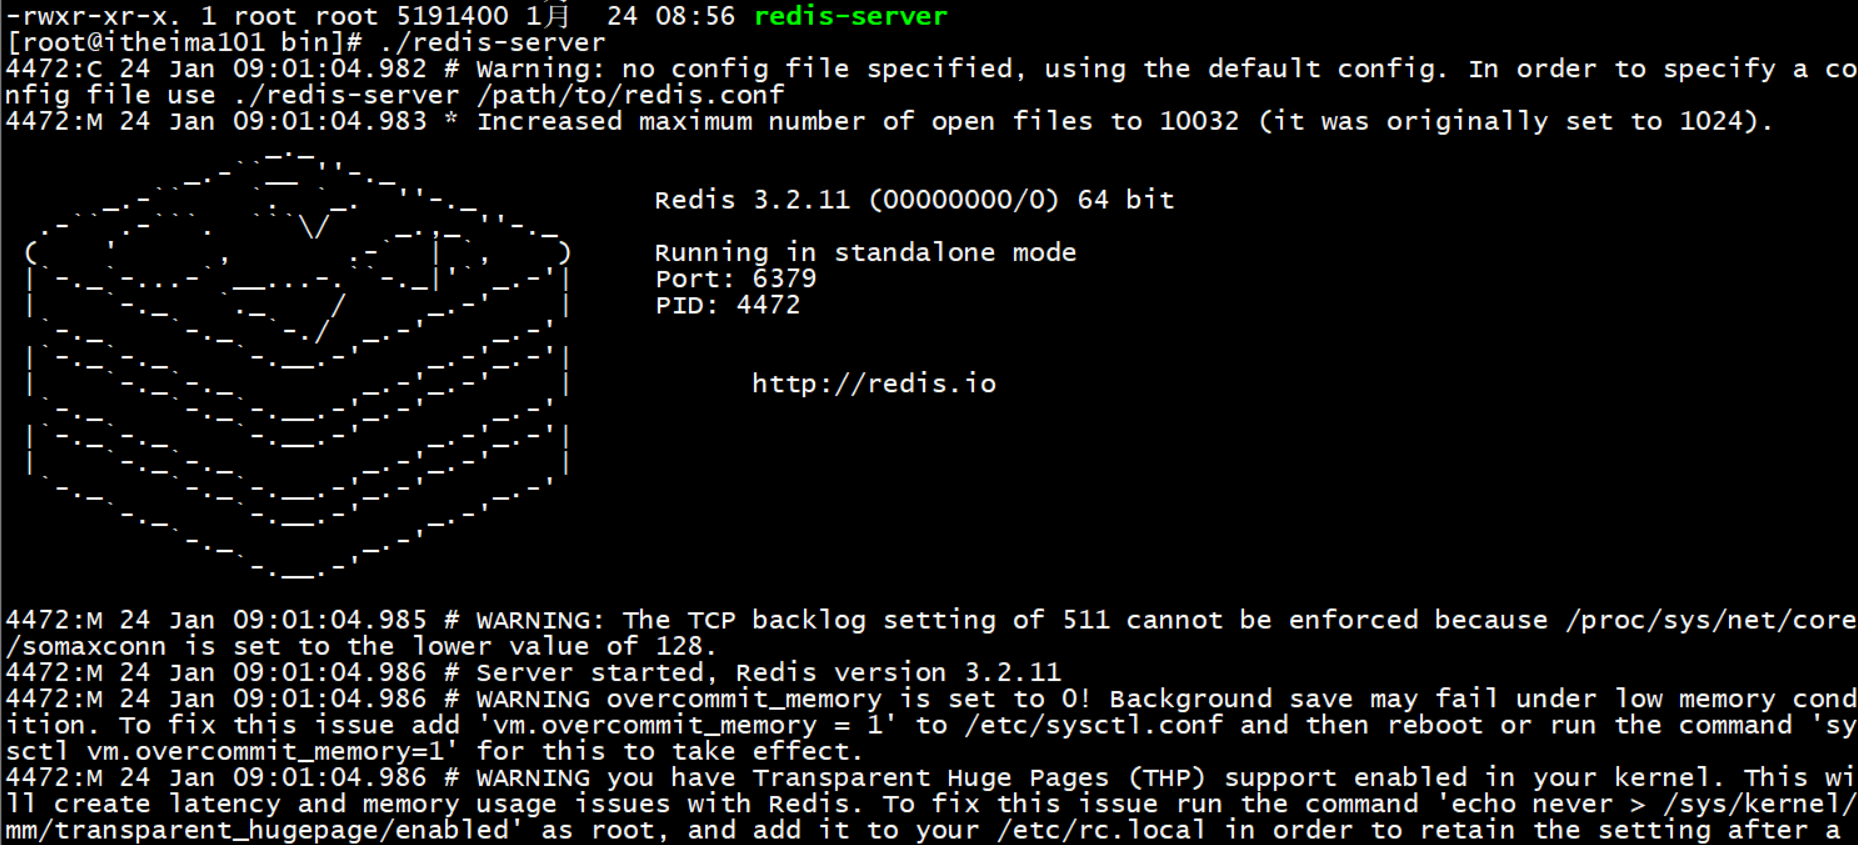 -rwxr-xr-x. 1 root root 5191400 1月  24 08:56 redis-server
[root@itheima101 bin]# ./redis-server
4472:C 24 Jan 09:01:04.982 # Warning: no config file specified, using the default config. In order to specify a co
nfig file use ./redis-server /path/to/redis.conf
4472:M 24 Jan 09:01:04.983 * Increased maximum number of open files to 10032 (it was originally set to 1024).
Redis 3.2.11 (00000000/0) 64 bit
Running in standalone mode
Port: 6379
PID: 4472
http://redis.io
4472:M 24 Jan 09:01:04.985 # WARNING: The TCP backlog setting of 511 cannot be enforced because /proc/sys/net/core
/somaxconn is set to the lower value of 128.
4472:M 24 Jan 09:01:04.986 # Server started, Redis version 3.2.11
4472:M 24 Jan 09:01:04.986 # WARNING overcommit_memory is set to 0! Background save may fail under low memory cond
ition. To fix this issue add 'vm.overcommit_memory = 1' to /etc/sysctl.conf and then reboot or run the command 'sy
sctl vm.overcommit_memory=1' for this to take effect.
4472:M 24 Jan 09:01:04.986 # WARNING you have Transparent Huge Pages (THP) support enabled in your kernel. This wi
ll create latency and memory usage issues with Redis. To fix this issue run the command 'echo never > /sys/kernel/
mm/transparent_hugepage/enabled' as root, and add it to your /etc/rc.local in order to retain the setting after a